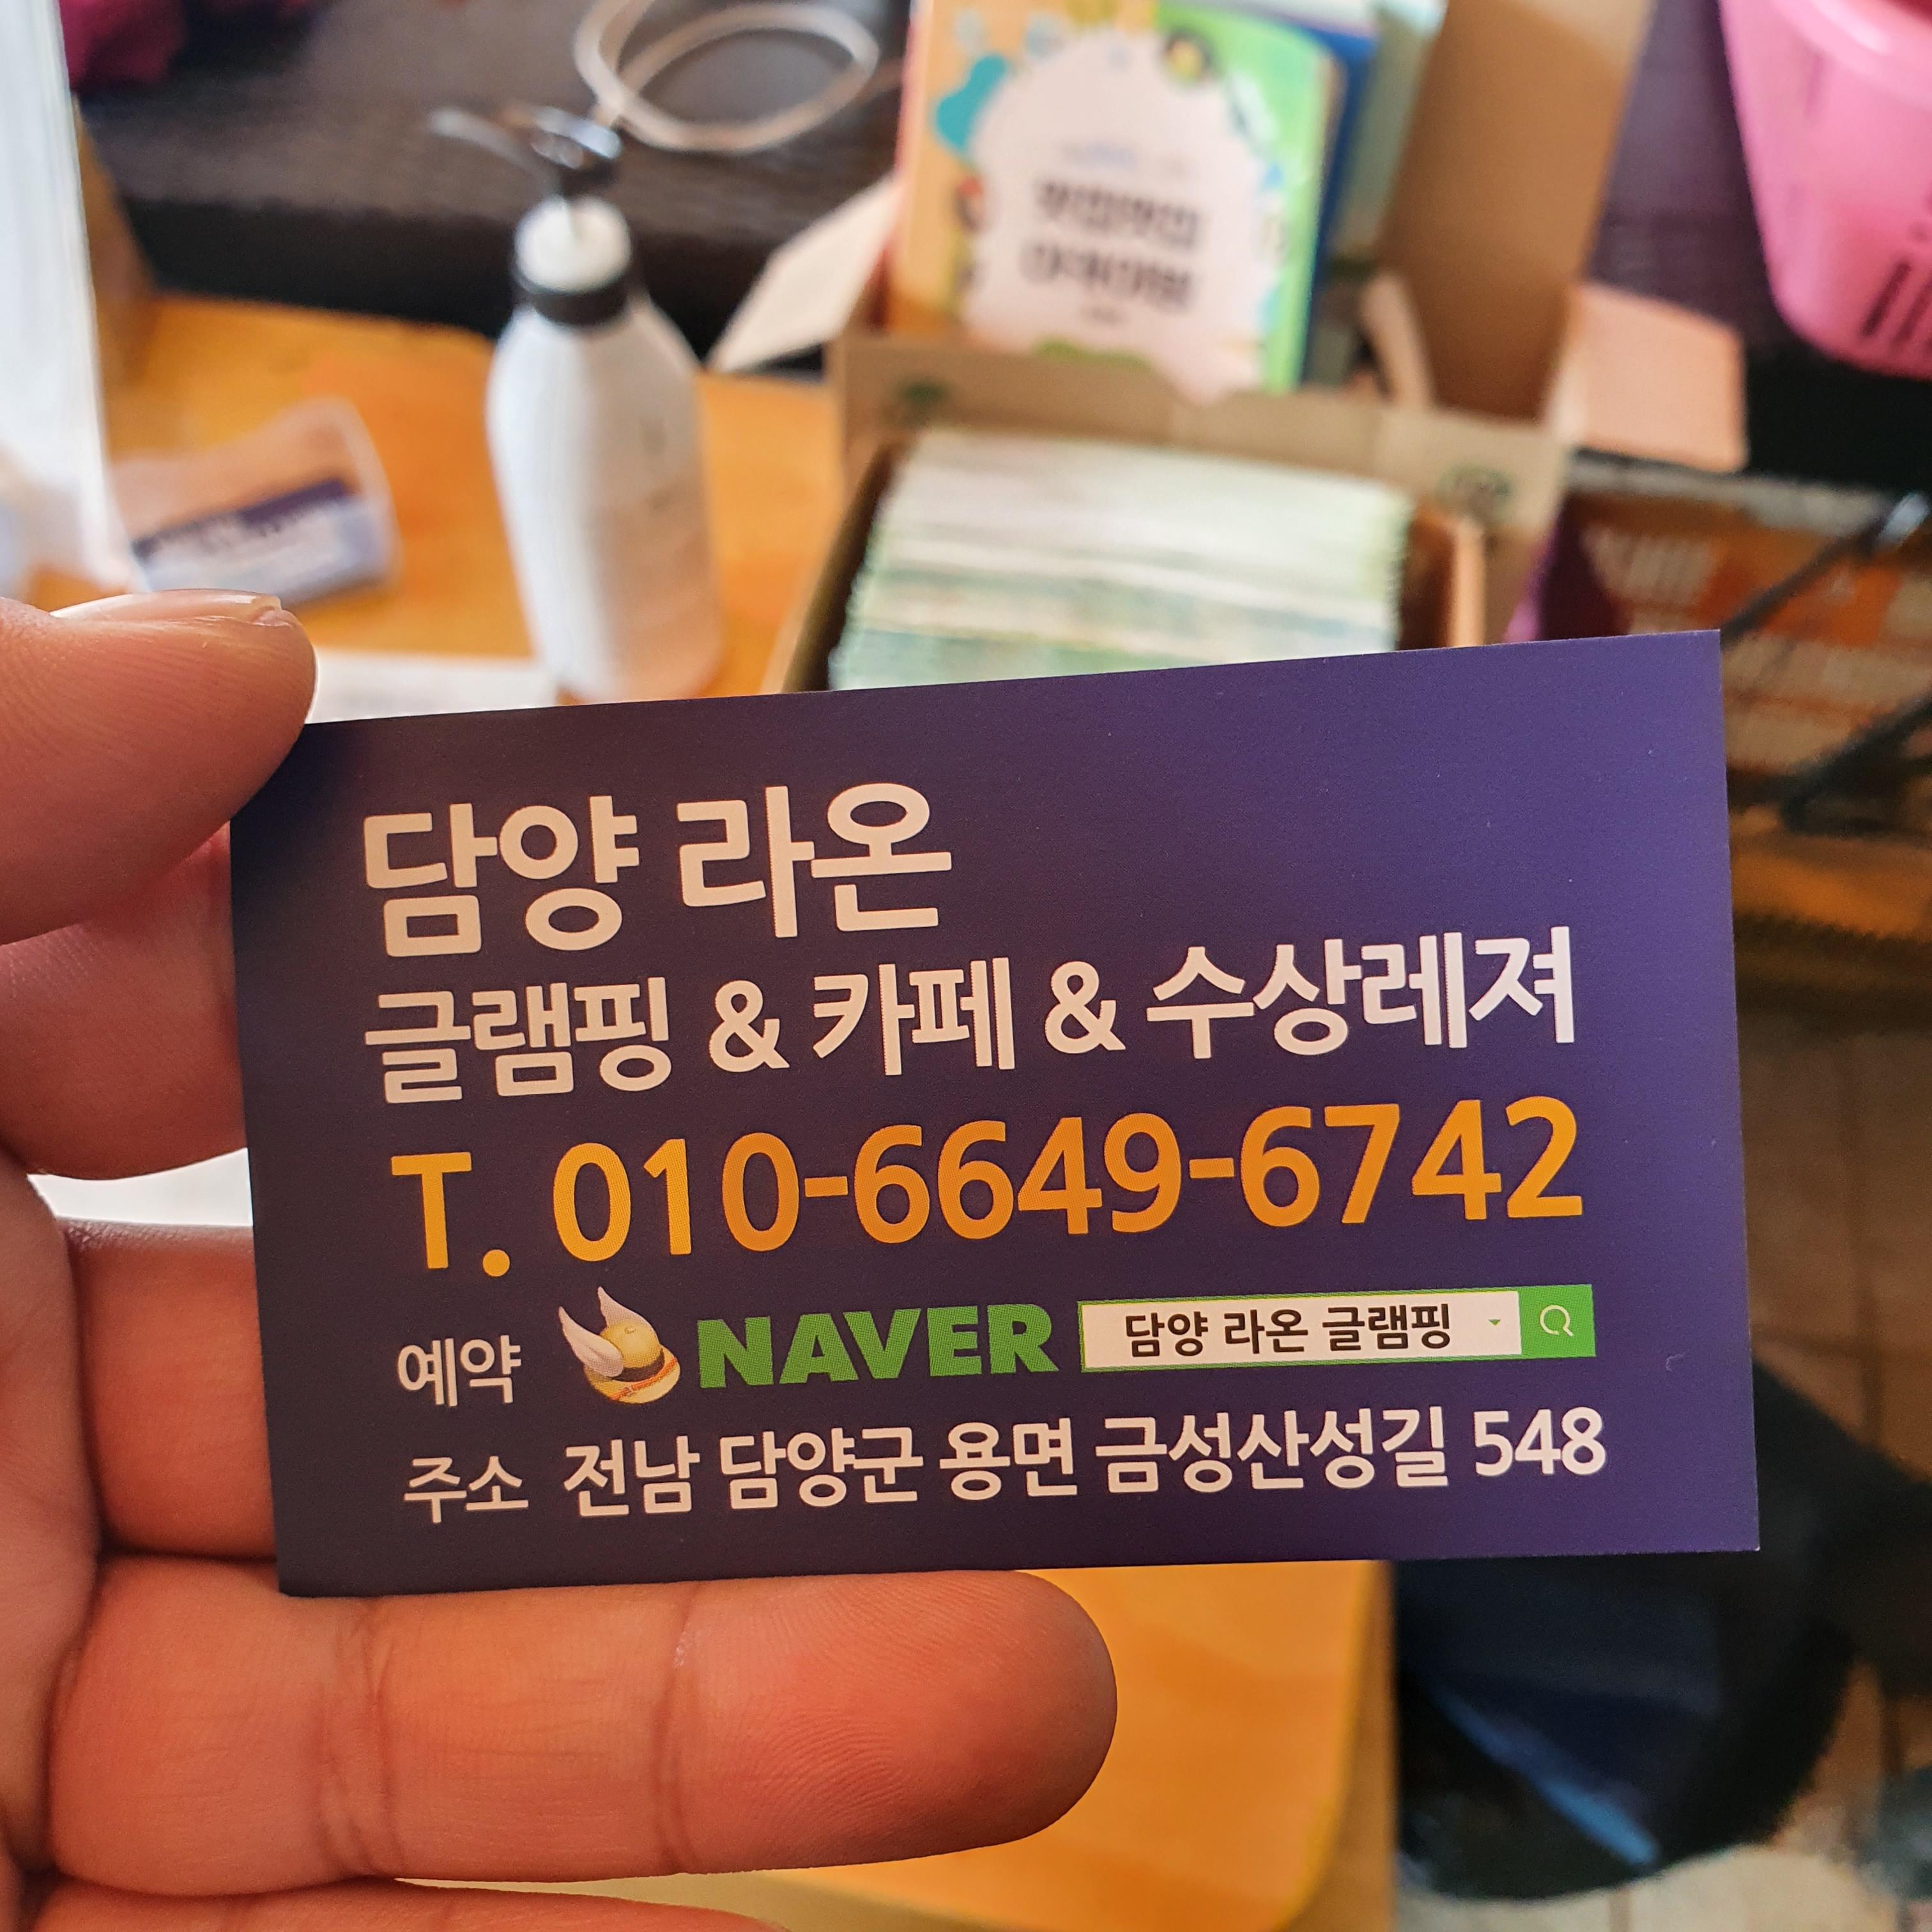 담양 라온
글램핑 & 카페 & 수상레져
T. 010-6649-6742
예약 NAVER 담양 라온 글램핑
주소 전남 담양군 용면 금성산성길 548